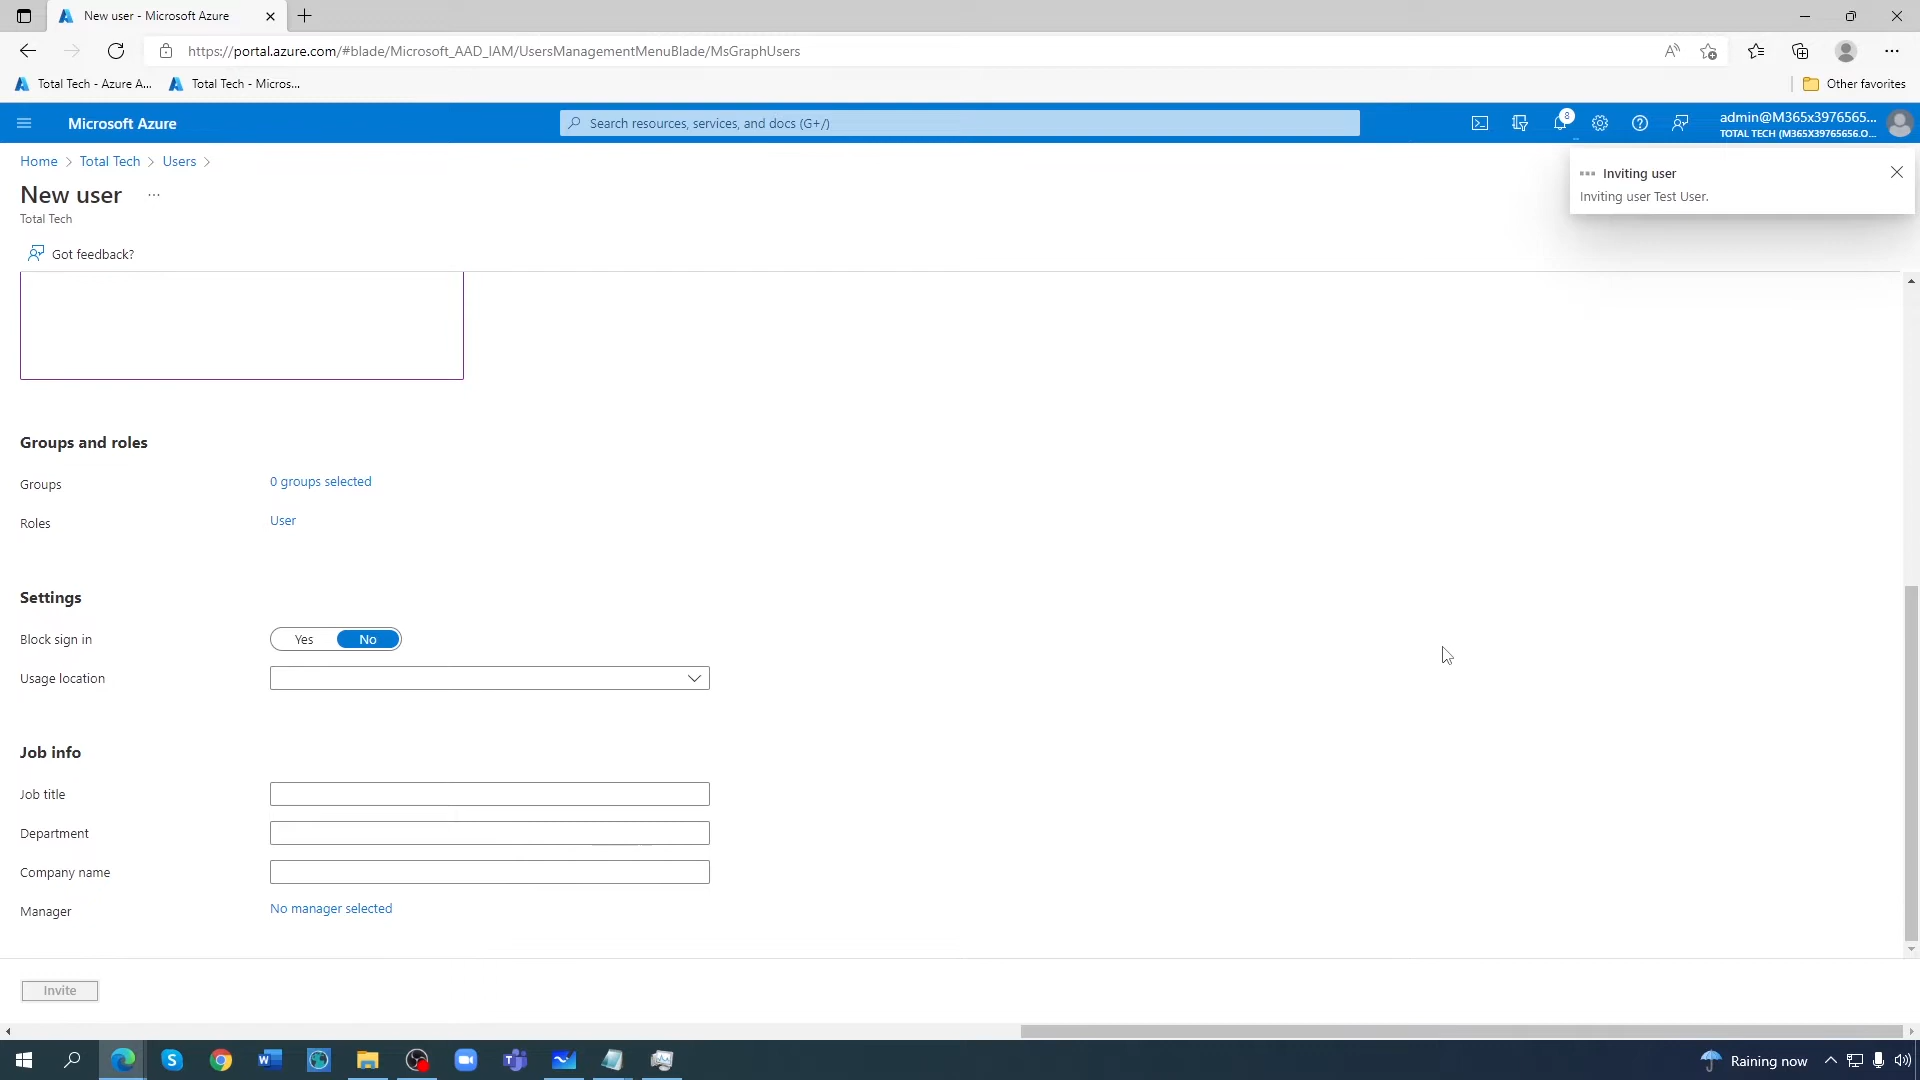 New user - Microsoft Azure
https://portal.azure.com/#blade/Microsoft_AAD_IAM/UsersManagementMenuBlade/MsGraphUsers
Total Tech - Azure A...
Total Tech - Micros...
Other favorites
Microsoft Azure
Search resources, services, and docs (G+/)
8
admin@M365x3976565...
TOTAL TECH (M365X39765656.O...
Home > Total Tech > Users >
Inviting user
Inviting user Test User.
New user ...
Total Tech
Got feedback?
Groups and roles
Groups
0 groups selected
Roles
User
Settings
Block sign in
Yes
No
Usage location
Job info
Job title
Department
Company name
Manager
No manager selected
Invite
Raining now